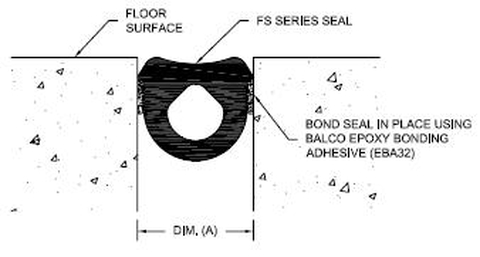 FLOOR
SURFACE
FS SERIES SEAL
BOND SEAL IN PLACE USING
BALCO EPOXY BONDING
ADHESIVE (EBA32)
DIM. (A)